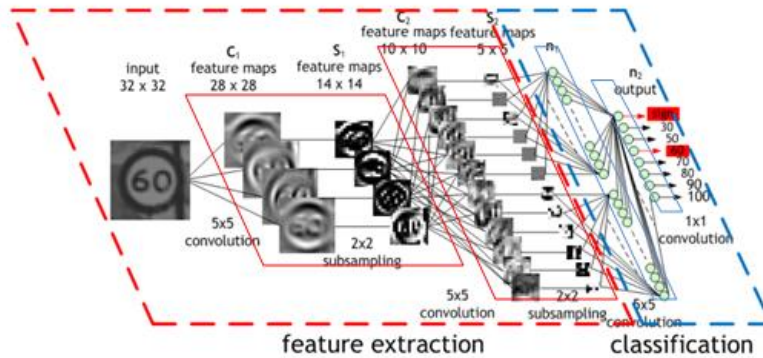 input
32 x 32
C₁
feature maps
28 x 28
S₁
feature maps
14 x 14
C₂
feature maps
10 x 10
S₂
feature maps
5 x 5
n₁
n₂
output
60
sign
30
50
60
70
80
90
100
5x5
convolution
2x2
subsampling
5x5
convolution
2x2
subsampling
convolution
1x1
convolution
feature extraction
classification